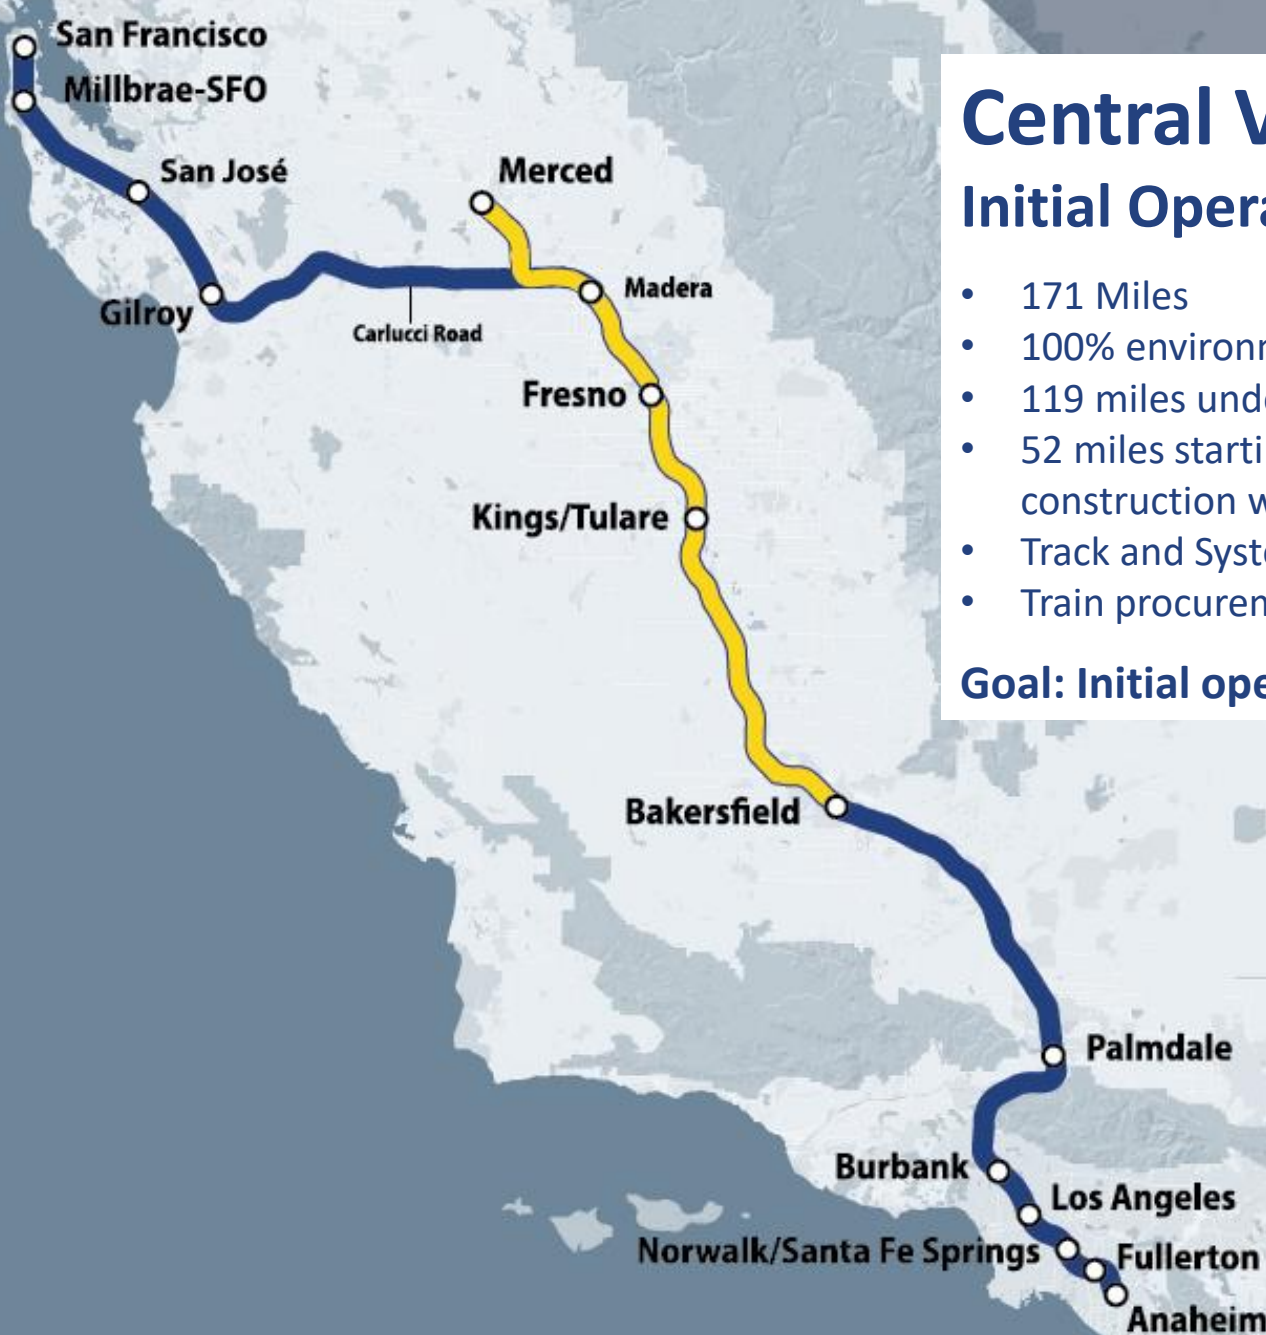 San Francisco
Millbrae-SFO
San José
Merced
Gilroy
Carlucci Road
Madera
Fresno
Kings/Tulare
Bakersfield
Palmdale
Burbank
Los Angeles
Norwalk/Santa Fe Springs
Fullerton
Anaheim
Central V
Initial Opera
• 171 Miles
• 100% environ
• 119 miles und
• 52 miles starti
construction w
• Track and Syst
• Train procure
Goal: Initial ope